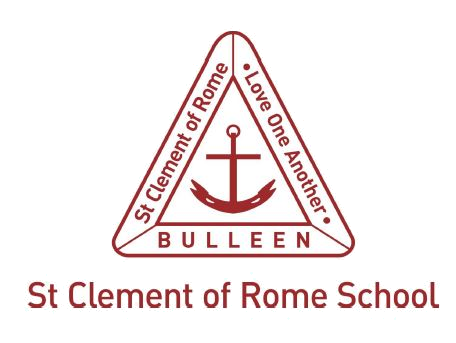 St Clement of Rome
• Love One Another •
BULLEEN
St Clement of Rome School